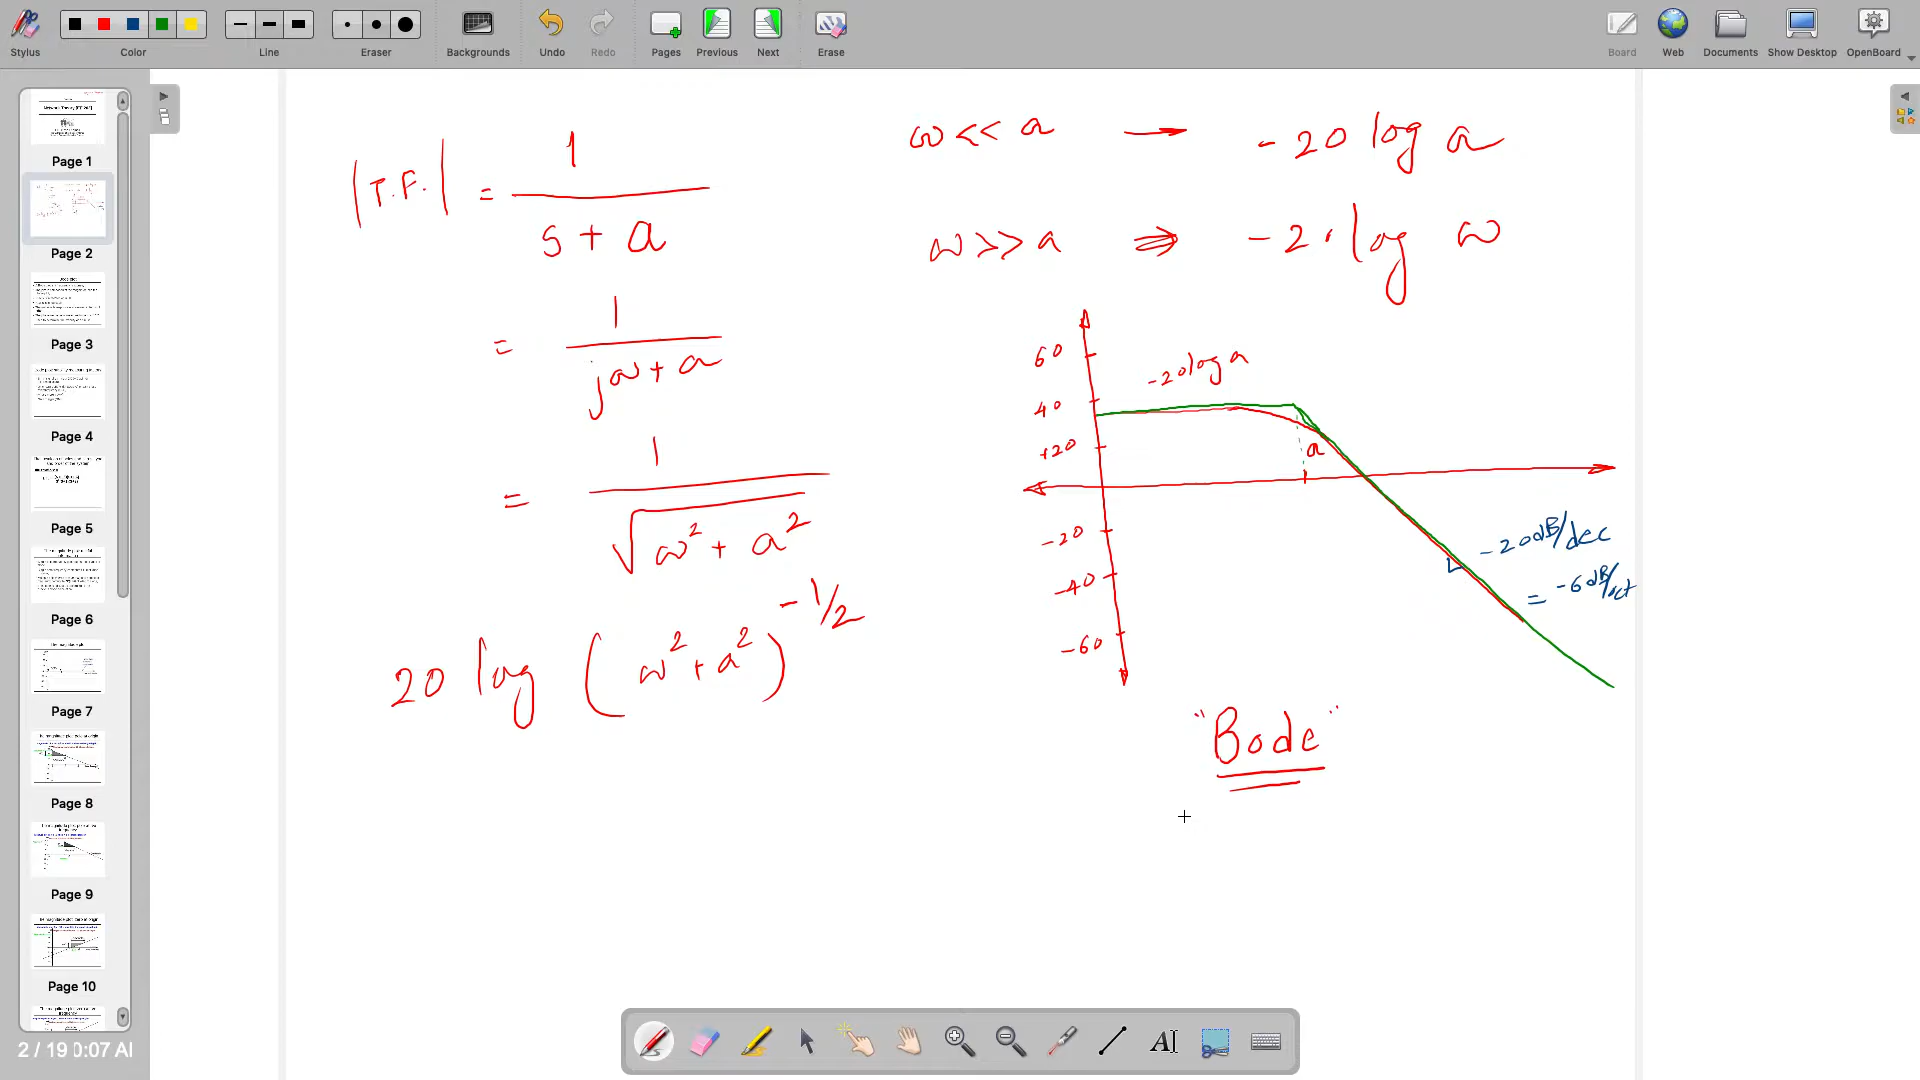 Stylus
Color
Line
Eraser
Backgrounds
Undo
Redo
Pages
Previous
Next
Erase
Board
Web
Documents
Show Desktop
OpenBoard
Page 1
Page 2
Page 3
Page 4
Page 5
Page 6
Page 7
Page 8
Page 9
Page 10
2 / 19
|T.F.| = 1 / s + a
= 1 / jω + a
= 1 / √ω² + a²
20 log (ω² + a²)^-1/2
ω << a → -20 log a
ω >> a ⇒ -20 log ω
60
40
+20
-20
-40
-60
-20 log a
a
-20dB/dec
= -6dB/oct
"Bode"